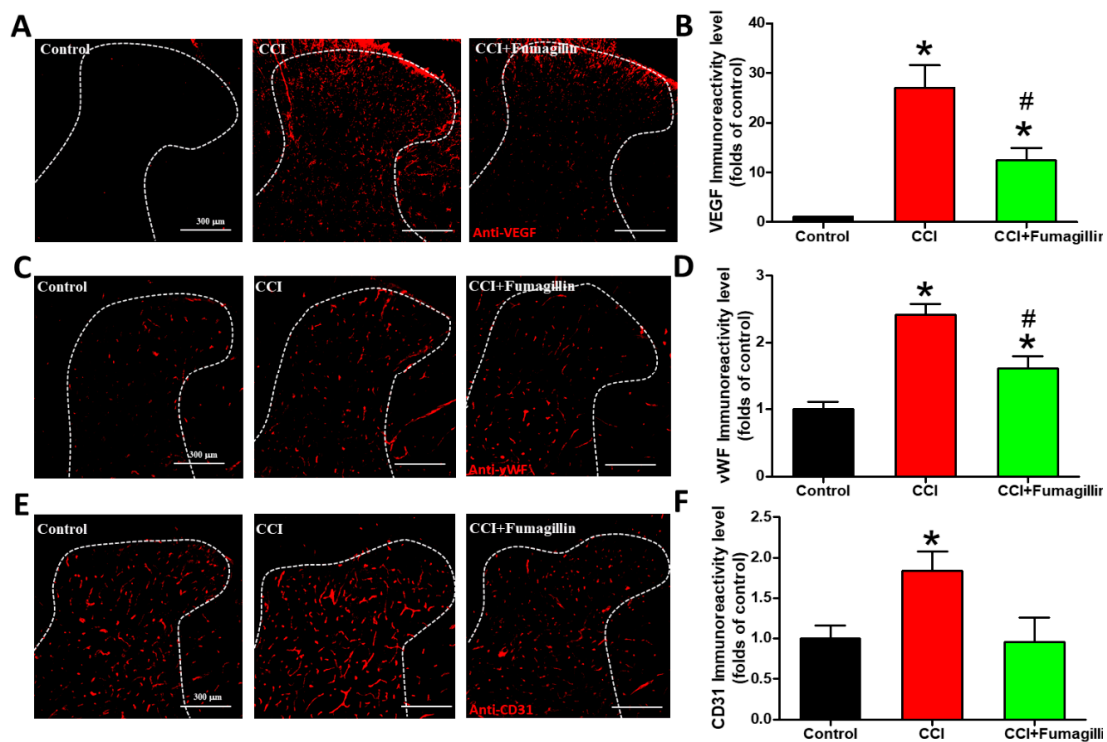 A
Control
CCI
CCI+Fumagillin
300 µm
Anti-VEGF
B
VEGF Immunoreactivity level
(folds of control)
40
30
20
10
0
*
#
*
Control
CCI
CCI+Fumagillin
C
Control
CCI
CCI+Fumagillin
300 µm
Anti-vWF
D
vWF Immunoreactivity level
(folds of control)
3
2
1
0
*
#
*
Control
CCI
CCI+Fumagillin
E
Control
CCI
CCI+Fumagillin
300 µm
Anti-CD31
F
CD31 Immunoreactivity level
(folds of control)
2.5
2.0
1.5
1.0
0.5
0.0
*
Control
CCI
CCI+Fumagilli